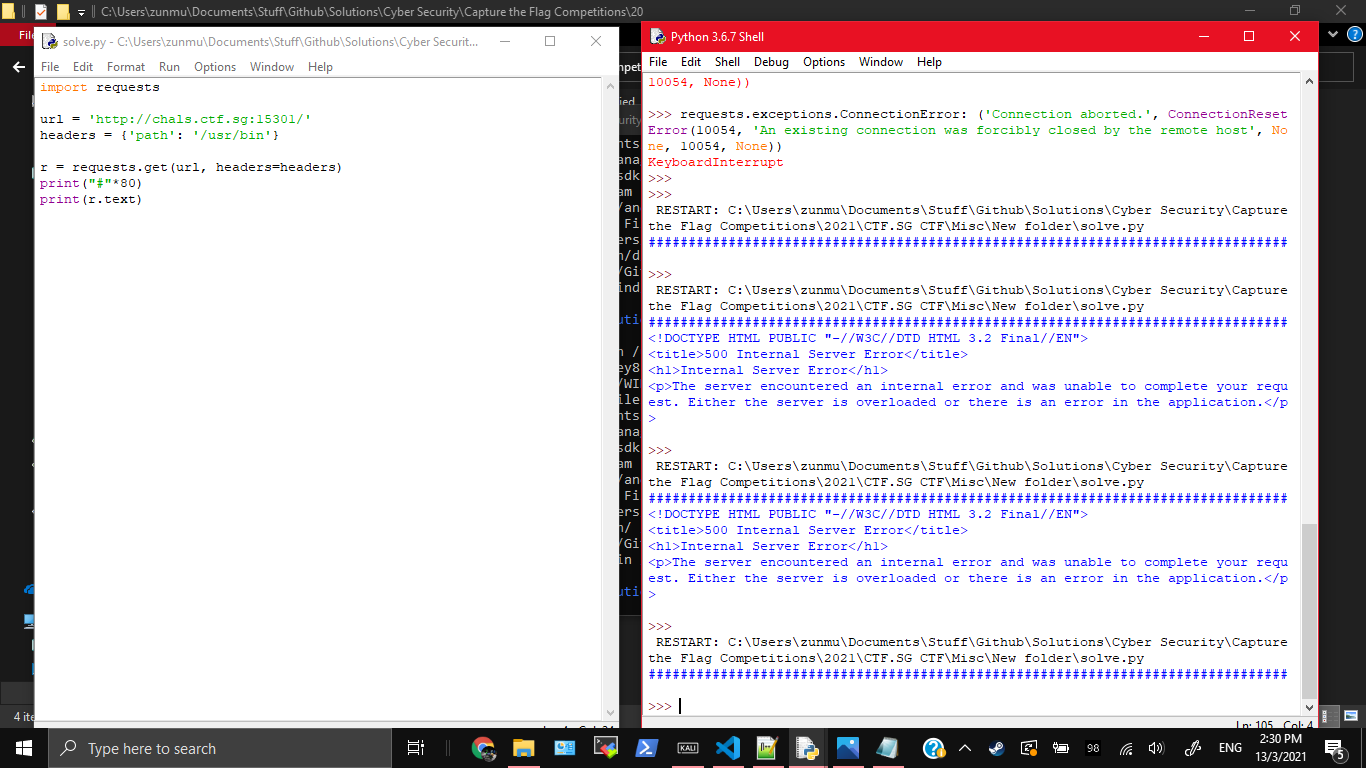 C:\Users\zunmu\Documents\Stuff\Github\Solutions\Cyber Security\Capture the Flag Competitions\20
solve.py - C:\Users\zunmu\Documents\Stuff\Github\Solutions\Cyber Securit...
File Edit Format Run Options Window Help
import requests
url = 'http://chals.ctf.sg:15301/'
headers = {'path': '/usr/bin'}
r = requests.get(url, headers=headers)
print("#"*80)
print(r.text)
Python 3.6.7 Shell
File Edit Shell Debug Options Window Help
10054, None))
>>> requests.exceptions.ConnectionError: ('Connection aborted.', ConnectionReset
Error(10054, 'An existing connection was forcibly closed by the remote host', No
ne, 10054, None))
KeyboardInterrupt
>>>
>>>
RESTART: C:\Users\zunmu\Documents\Stuff\Github\Solutions\Cyber Security\Capture
the Flag Competitions\2021\CTF.SG CTF\Misc\New folder\solve.py
################################################################################
>>>
RESTART: C:\Users\zunmu\Documents\Stuff\Github\Solutions\Cyber Security\Capture
the Flag Competitions\2021\CTF.SG CTF\Misc\New folder\solve.py
################################################################################
<!DOCTYPE HTML PUBLIC "-//W3C//DTD HTML 3.2 Final//EN">
<title>500 Internal Server Error</title>
<h1>Internal Server Error</h1>
<p>The server encountered an internal error and was unable to complete your requ
est. Either the server is overloaded or there is an error in the application.</p
>
>>>
RESTART: C:\Users\zunmu\Documents\Stuff\Github\Solutions\Cyber Security\Capture
the Flag Competitions\2021\CTF.SG CTF\Misc\New folder\solve.py
################################################################################
<!DOCTYPE HTML PUBLIC "-//W3C//DTD HTML 3.2 Final//EN">
<title>500 Internal Server Error</title>
<h1>Internal Server Error</h1>
<p>The server encountered an internal error and was unable to complete your requ
est. Either the server is overloaded or there is an error in the application.</p
>
>>>
RESTART: C:\Users\zunmu\Documents\Stuff\Github\Solutions\Cyber Security\Capture
the Flag Competitions\2021\CTF.SG CTF\Misc\New folder\solve.py
################################################################################
>>>
Ln: 105 Col: 4
4 ite
Type here to search
KALI
98
ENG
2:30 PM
13/3/2021
5